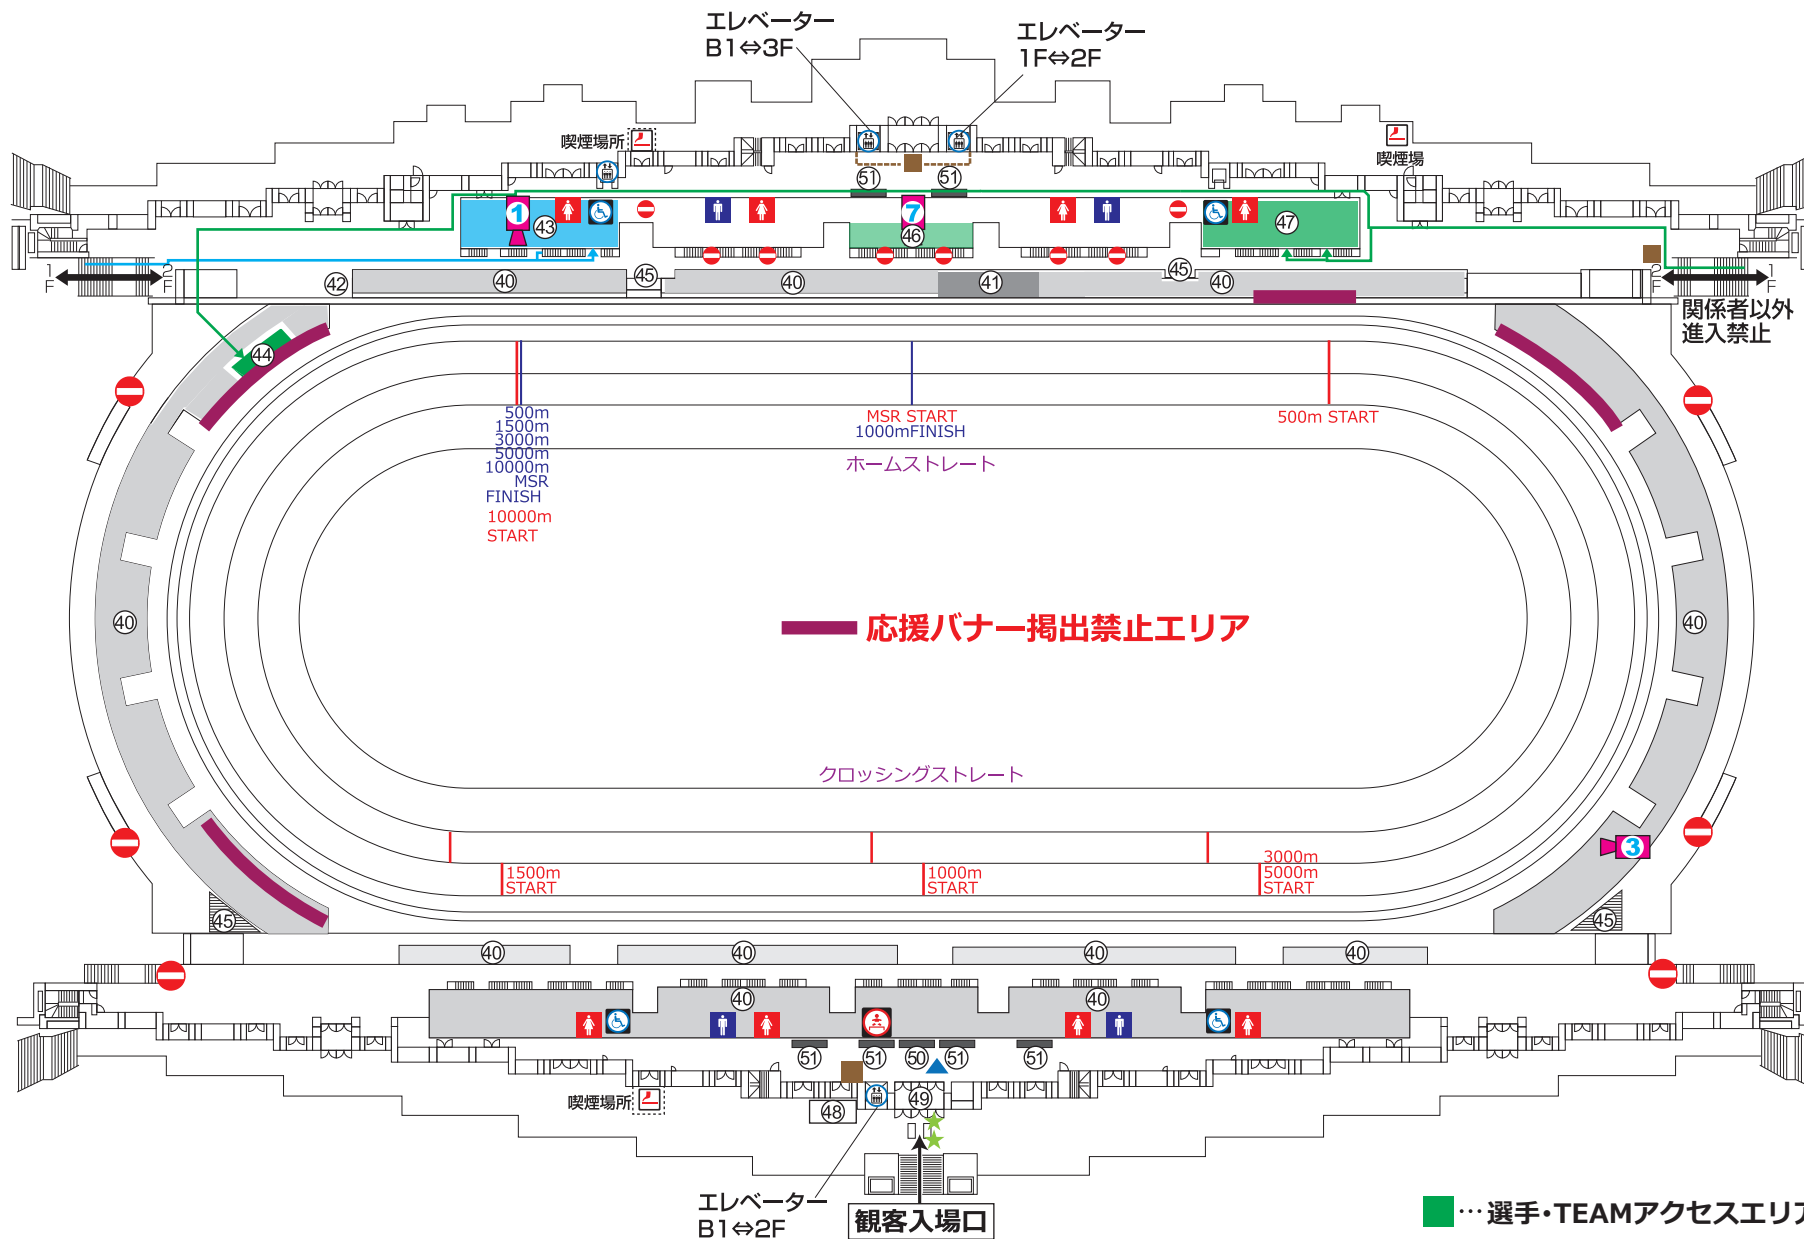 エレベーター
B1⇔3F
エレベーター
1F⇔2F
喫煙場所
喫煙場
51
51
1
43
7
46
47
1F
2F
42
40
45
40
41
45
40
2F
1F
関係者以外
進入禁止
44
500m
1500m
3000m
5000m
10000m
MSR
FINISH
10000m
START
MSR START
1000mFINISH
500m START
ホームストレート
40
応援バナー掲出禁止エリア
40
クロッシングストレート
3
1500m
START
1000m
START
3000m
5000m
START
45
45
40
40
40
40
40
40
51
51
50
51
51
喫煙場所
48
49
エレベーター
B1⇔2F
観客入場口
…選手・TEAMアクセスエリア